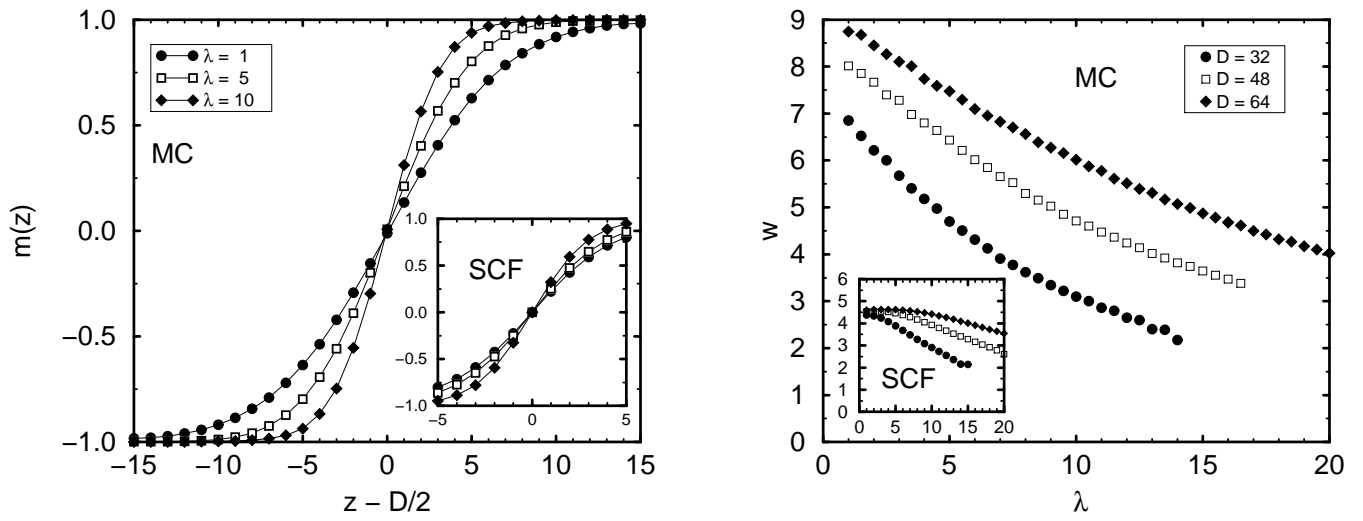 1.0
0.5
0.0
−0.5
−1.0
m(z)
λ = 1
λ = 5
λ = 10
MC
−15 −10 −5 0 5 10 15
z − D/2
1.0
0.5
0.0
−0.5
−1.0
SCF
−5 0 5
9
8
7
6
5
4
3
2
1
0
w
MC
D = 32
D = 48
D = 64
0 5 10 15 20
λ
6
5
4
3
2
1
0
SCF
0 5 10 15 20